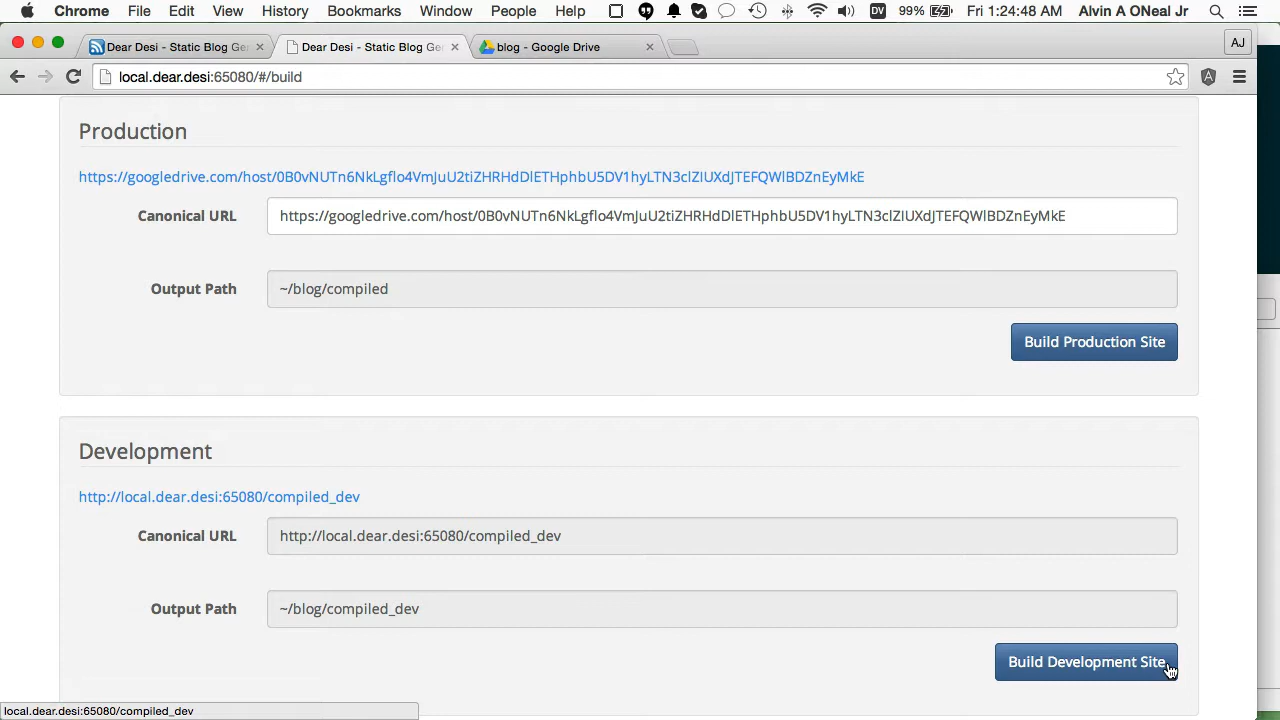 Chrome File Edit View History Bookmarks Window People Help DV 99% Fri 1:24:48 AM Alvin A ONeal Jr
Dear Desi - Static Blog Ge Dear Desi - Static Blog Ge blog - Google Drive AJ
local.dear.desi:65080/#/build
Production
https://googledrive.com/host/0B0vNUTn6NkLgflo4VmJuU2tiZHRHdDlETHphbU5DV1hyLTN3clZIUXdJTEFQWlBDZnEyMkE
Canonical URL https://googledrive.com/host/0B0vNUTn6NkLgflo4VmJuU2tiZHRHdDlETHphbU5DV1hyLTN3clZIUXdJTEFQWlBDZnEyMkE
Output Path ~/blog/compiled
Build Production Site
Development
http://local.dear.desi:65080/compiled_dev
Canonical URL http://local.dear.desi:65080/compiled_dev
Output Path ~/blog/compiled_dev
Build Development Site
local.dear.desi:65080/compiled_dev